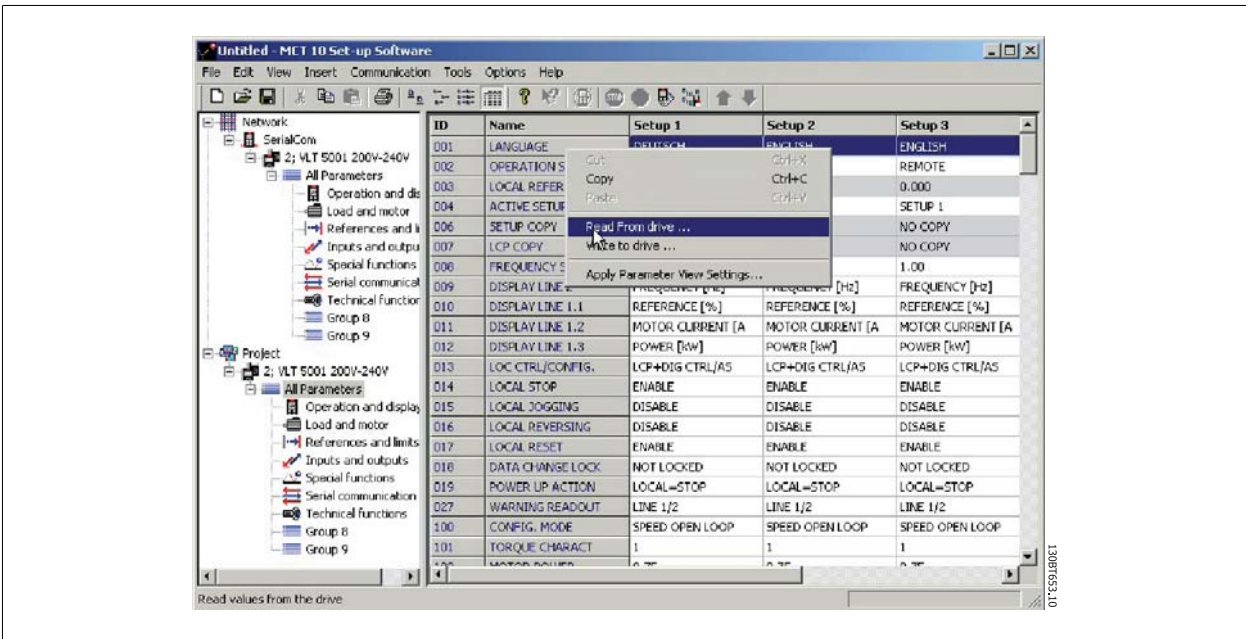 Untitled - MCT 10 Set-up Software
File Edit View Insert Communication Tools Options Help
Network
SerialCom
2; VLT 5001 200V-240V
All Parameters
Operation and dis
Load and motor
References and li
Inputs and outpu
Special functions
Serial communicat
Technical function
Group 8
Group 9
Project
2; VLT 5001 200V-240V
All Parameters
Operation and display
Load and motor
References and limits
Inputs and outputs
Special functions
Serial communication
Technical functions
Group 8
Group 9
ID Name Setup 1 Setup 2 Setup 3
001 LANGUAGE DEUTSCH ENGLISH ENGLISH
002 OPERATION S REMOTE
003 LOCAL REFER 0.000
004 ACTIVE SETUP SETUP 1
006 SETUP COPY NO COPY
007 LCP COPY NO COPY
008 FREQUENCY S 1.00
009 DISPLAY LINE 2 FREQUENCY [Hz] FREQUENCY [Hz] FREQUENCY [Hz]
010 DISPLAY LINE 1.1 REFERENCE [%] REFERENCE [%] REFERENCE [%]
011 DISPLAY LINE 1.2 MOTOR CURRENT [A MOTOR CURRENT [A MOTOR CURRENT [A
012 DISPLAY LINE 1.3 POWER [kW] POWER [kW] POWER [kW]
013 LOC CTRL/CONFIG. LCP+DIG CTRL/AS LCP+DIG CTRL/AS LCP+DIG CTRL/AS
014 LOCAL STOP ENABLE ENABLE ENABLE
015 LOCAL JOGGING DISABLE DISABLE DISABLE
016 LOCAL REVERSING DISABLE DISABLE DISABLE
017 LOCAL RESET ENABLE ENABLE ENABLE
018 DATA CHANGE LOCK NOT LOCKED NOT LOCKED NOT LOCKED
019 POWER UP ACTION LOCAL=STOP LOCAL=STOP LOCAL=STOP
027 WARNING READOUT LINE 1/2 LINE 1/2 LINE 1/2
100 CONFIG. MODE SPEED OPEN LOOP SPEED OPEN LOOP SPEED OPEN LOOP
101 TORQUE CHARACT 1 1 1
Cut Ctrl+X
Copy Ctrl+C
Paste Ctrl+V
Read From drive ...
Write to drive ...
Apply Parameter View Settings...
Read values from the drive
130BT653.10